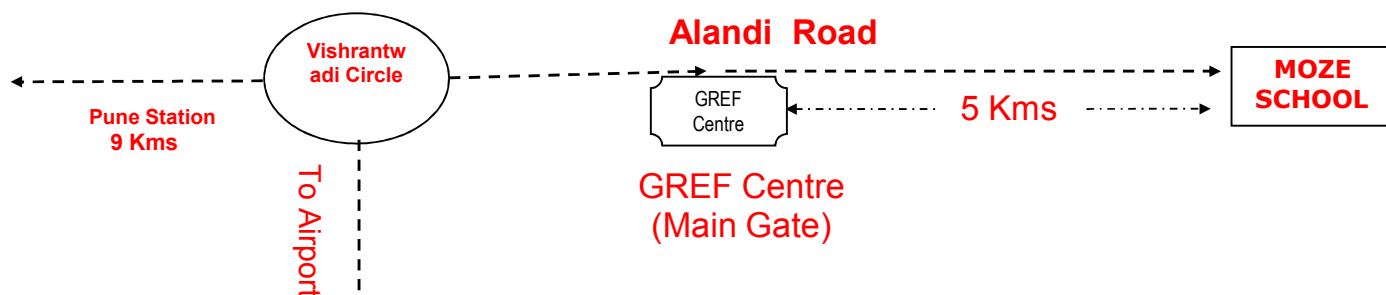 Alandi Road
Vishrantw
adi Circle
MOZE
SCHOOL
GREF
Centre
5 Kms
Pune Station
9 Kms
To Airport
GREF Centre
(Main Gate)